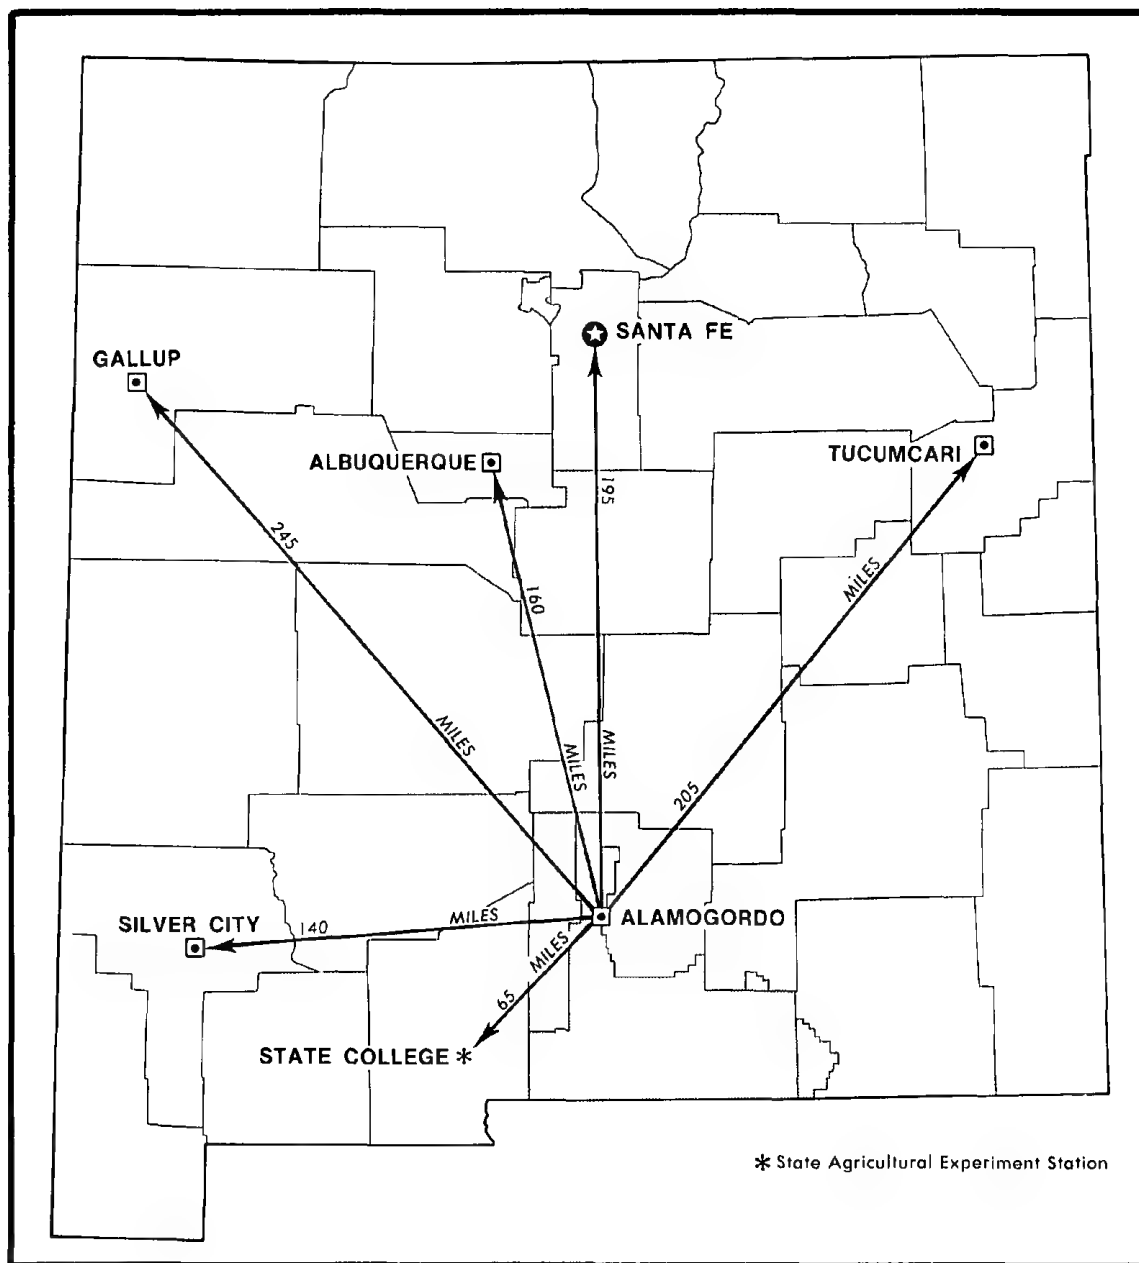 SANTA FE
GALLUP
ALBUQUERQUE
TUCUMCARI
195
245
160
MILES
MILES
MILES
MILES
205
SILVER CITY
140
MILES
ALAMOGORDO
MILES
65
STATE COLLEGE *
* State Agricultural Experiment Station